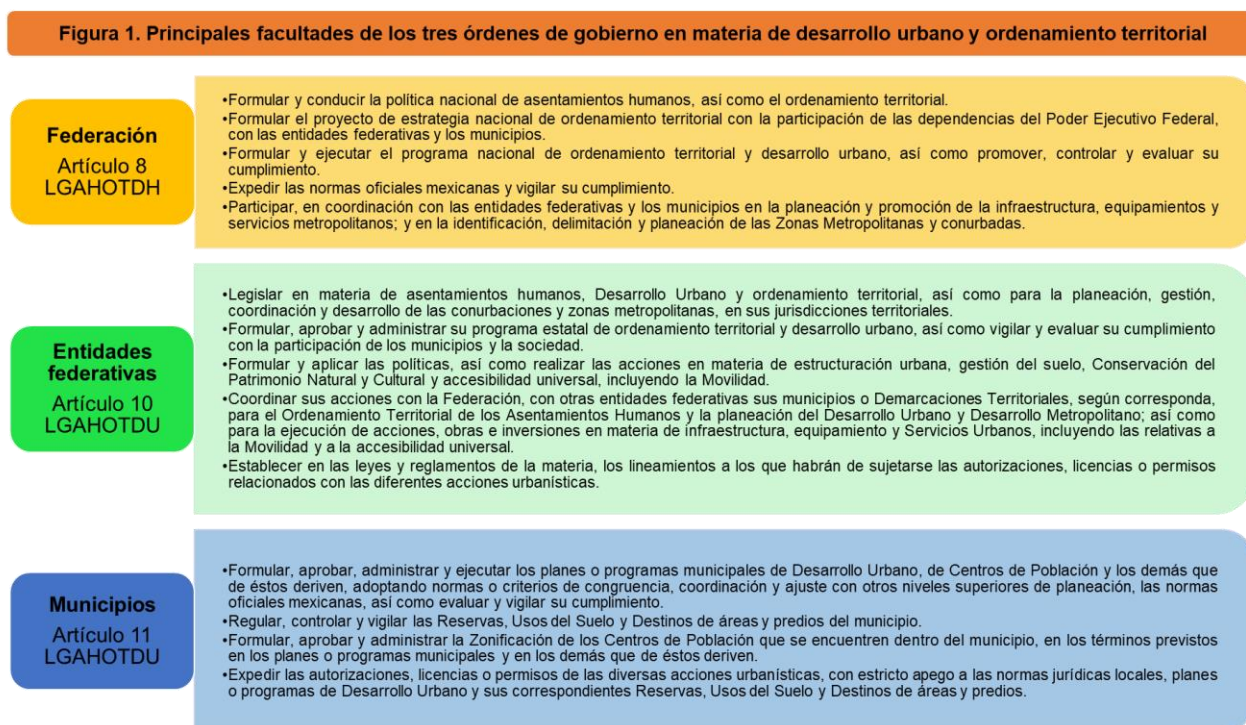 Figura 1. Principales facultades de los tres órdenes de gobierno en materia de desarrollo urbano y ordenamiento territorial
Federación
Artículo 8
LGAHOTDH
•Formular y conducir la política nacional de asentamientos humanos, así como el ordenamiento territorial.
•Formular el proyecto de estrategia nacional de ordenamiento territorial con la participación de las dependencias del Poder Ejecutivo Federal,
con las entidades federativas y los municipios.
•Formular y ejecutar el programa nacional de ordenamiento territorial y desarrollo urbano, así como promover, controlar y evaluar su
cumplimiento.
•Expedir las normas oficiales mexicanas y vigilar su cumplimiento.
•Participar, en coordinación con las entidades federativas y los municipios en la planeación y promoción de la infraestructura, equipamientos y
servicios metropolitanos; y en la identificación, delimitación y planeación de las Zonas Metropolitanas y conurbadas.
Entidades
federativas
Artículo 10
LGAHOTDU
•Legislar en materia de asentamientos humanos, Desarrollo Urbano y ordenamiento territorial, así como para la planeación, gestión,
coordinación y desarrollo de las conurbaciones y zonas metropolitanas, en sus jurisdicciones territoriales.
•Formular, aprobar y administrar su programa estatal de ordenamiento territorial y desarrollo urbano, así como vigilar y evaluar su cumplimiento
con la participación de los municipios y la sociedad.
•Formular y aplicar las políticas, así como realizar las acciones en materia de estructuración urbana, gestión del suelo, Conservación del
Patrimonio Natural y Cultural y accesibilidad universal, incluyendo la Movilidad.
•Coordinar sus acciones con la Federación, con otras entidades federativas sus municipios o Demarcaciones Territoriales, según corresponda,
para el Ordenamiento Territorial de los Asentamientos Humanos y la planeación del Desarrollo Urbano y Desarrollo Metropolitano; así como
para la ejecución de acciones, obras e inversiones en materia de infraestructura, equipamiento y Servicios Urbanos, incluyendo las relativas a
la Movilidad y a la accesibilidad universal.
•Establecer en las leyes y reglamentos de la materia, los lineamientos a los que habrán de sujetarse las autorizaciones, licencias o permisos
relacionados con las diferentes acciones urbanísticas.
Municipios
Artículo 11
LGAHOTDU
•Formular, aprobar, administrar y ejecutar los planes o programas municipales de Desarrollo Urbano, de Centros de Población y los demás que
de éstos deriven, adoptando normas o criterios de congruencia, coordinación y ajuste con otros niveles superiores de planeación, las normas
oficiales mexicanas, así como evaluar y vigilar su cumplimiento.
•Regular, controlar y vigilar las Reservas, Usos del Suelo y Destinos de áreas y predios del municipio.
•Formular, aprobar y administrar la Zonificación de los Centros de Población que se encuentren dentro del municipio, en los términos previstos
en los planes o programas municipales y en los demás que de éstos deriven.
•Expedir las autorizaciones, licencias o permisos de las diversas acciones urbanísticas, con estricto apego a las normas jurídicas locales, planes
o programas de Desarrollo Urbano y sus correspondientes Reservas, Usos del Suelo y Destinos de áreas y predios.